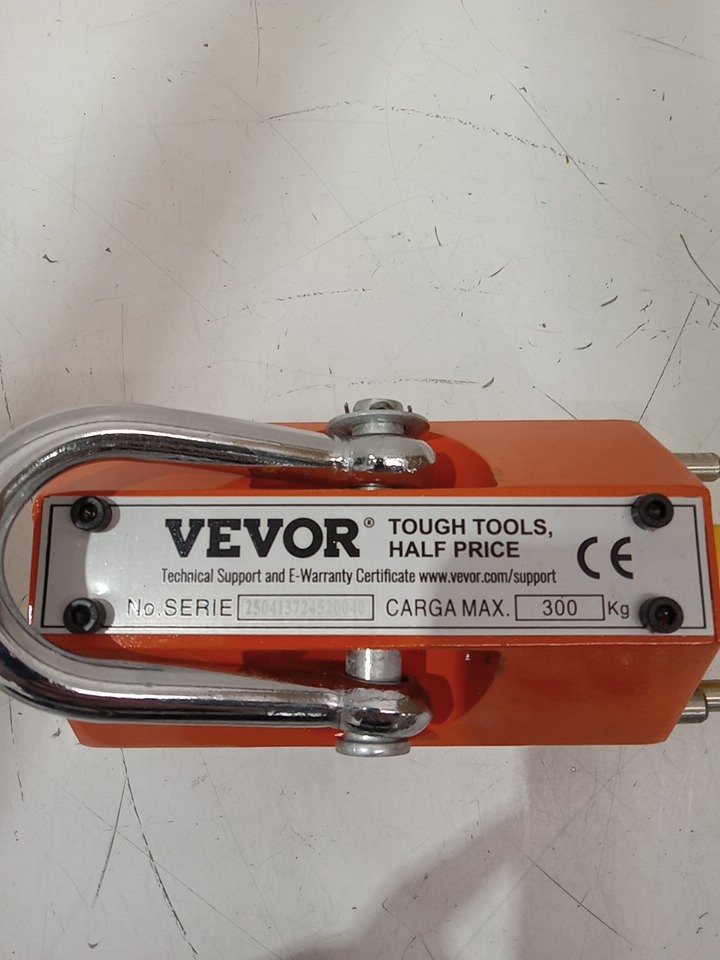 VEVOR® TOUGH TOOLS,
HALF PRICE
CE
Technical Support and E-Warranty Certificate www.vevor.com/support
No.SERIE 250413724520040 CARGA MAX. 300 Kg